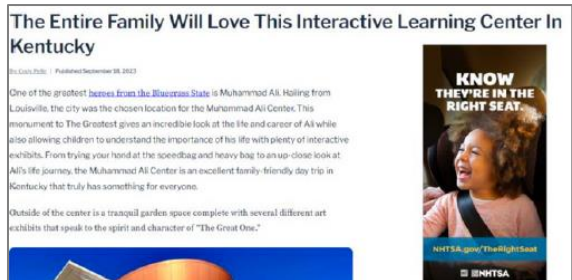 The Entire Family Will Love This Interactive Learning Center In
Kentucky
Published September 18, 2023
One of the greatest heroes from the Bluegrass State is Muhammad Ali. Hailing from
Louisville, the city was the chosen location for the Muhammad Ali Center. This
monument to The Greatest gives an incredible look at the life and career of Ali while
also allowing children to understand the importance of his life with plenty of interactive
exhibits. From trying your hand at the speedbag and heavy bag to an up-close look at
Ali's life journey, the Muhammad Ali Center is an excellent family-friendly day trip in
Kentucky that truly has something for everyone.
Outside of the center is a tranquil garden space complete with several different art
exhibits that speak to the spirit and character of "The Great One."
KNOW
THEY'RE IN THE
RIGHT SEAT.
NHTSA.gov/TheRightSeat
NHTSA